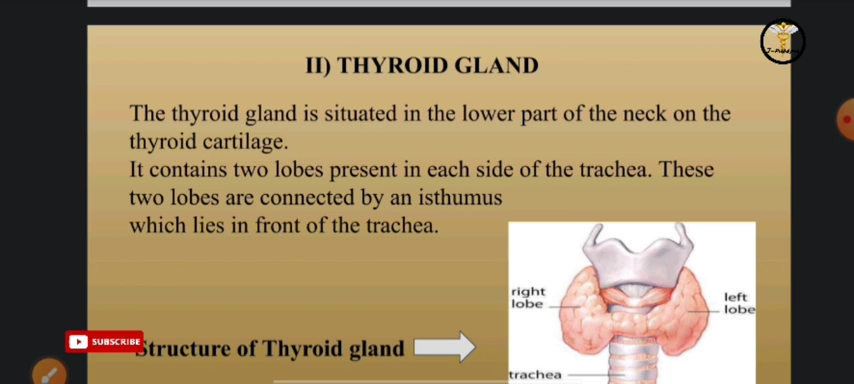 II) THYROID GLAND
The thyroid gland is situated in the lower part of the neck on the
thyroid cartilage.
It contains two lobes present in each side of the trachea. These
two lobes are connected by an isthumus
which lies in front of the trachea.
right
lobe
left
lobe
SUBSCRIBE
Structure of Thyroid gland
trachea